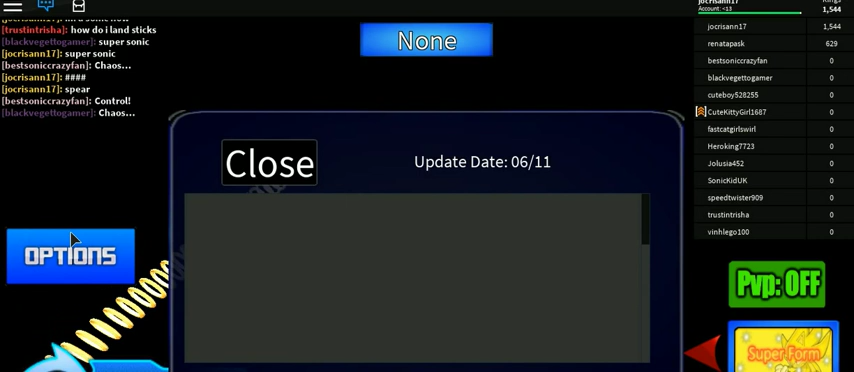 [trustintrisha]: how do i land sticks
[blackvegettogamer]: super sonic
[jocrisann17]: super sonic
[bestsoniccrazyfan]: Chaos...
[jocrisann17]: ####
[jocrisann17]: spear
[bestsoniccrazyfan]: Control!
[blackvegettogamer]: Chaos...
None
Close
Update Date: 06/11
OPTIONS
jocrisann17
Account: <13
1,544
jocrisann17 1,544
renatapask 629
bestsoniccrazyfan 0
blackvegettogamer 0
cuteboy528255 0
CuteKittyGirl1687 0
fastcatgirlswirl 0
Heroking7723 0
Jolusia452 0
SonicKidUK 0
speedtwister909 0
trustintrisha 0
vinhlego100 0
Pvp: OFF
Super Form